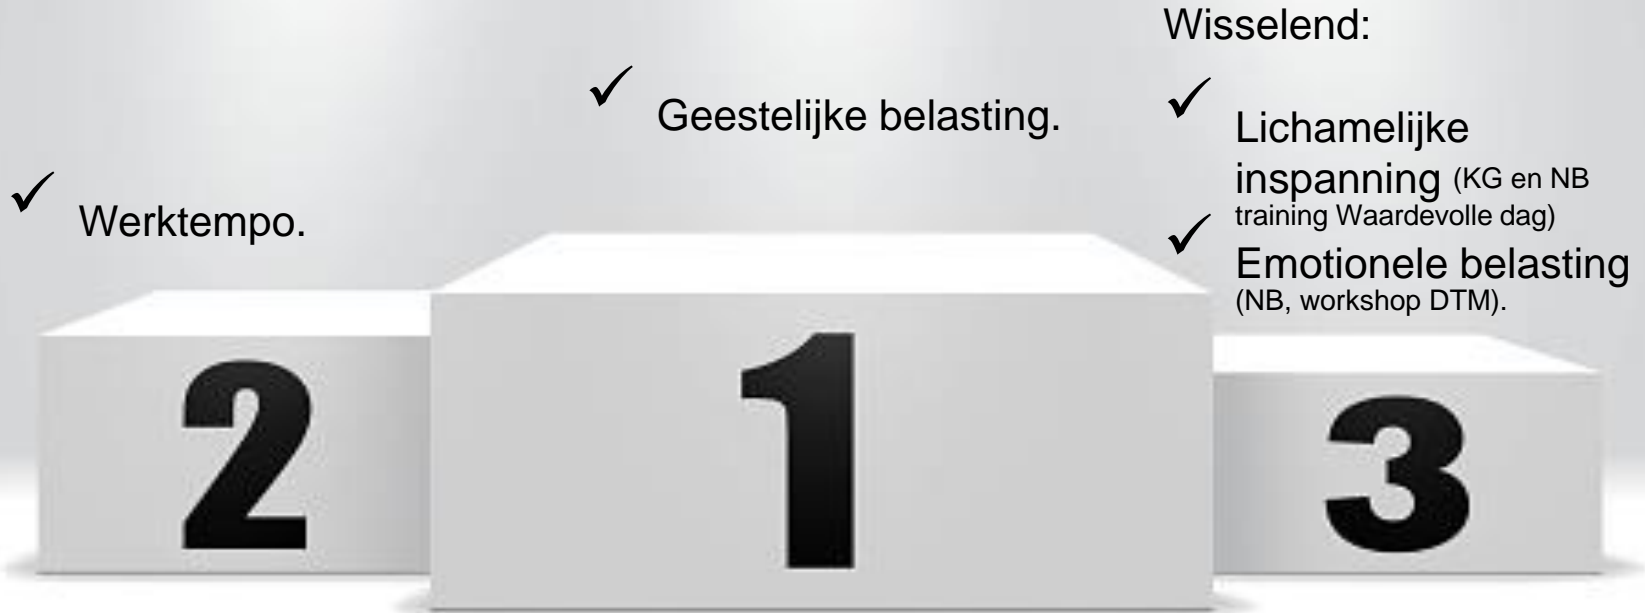 ✓ Werktempo.
✓ Geestelijke belasting.
Wisselend:
✓ Lichamelijke
inspanning (KG en NB
training Waardevolle dag)
✓ Emotionele belasting
(NB, workshop DTM).
2
1
3